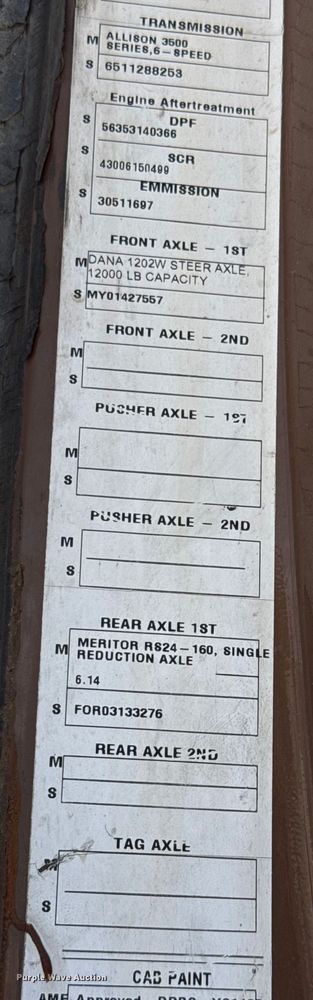 TRANSMISSION
M ALLISON 3500
SERIES,6-SPEED
S 6511288253
Engine Aftertreatment
DPF
S 56353140366
SCR
S 43006150499
EMMISSION
S 30511697
FRONT AXLE - 1ST
M DANA 1202W STEER AXLE,
12000 LB CAPACITY
S MY01427557
FRONT AXLE - 2ND
M
S
PUSHER AXLE - 1ST
M
S
PUSHER AXLE - 2ND
M
S
REAR AXLE 1ST
M MERITOR RS24-160, SINGLE
REDUCTION AXLE
6.14
S FOR03133276
REAR AXLE 2ND
M
S
TAG AXLE
S
CAB PAINT
Purple Wave Auction